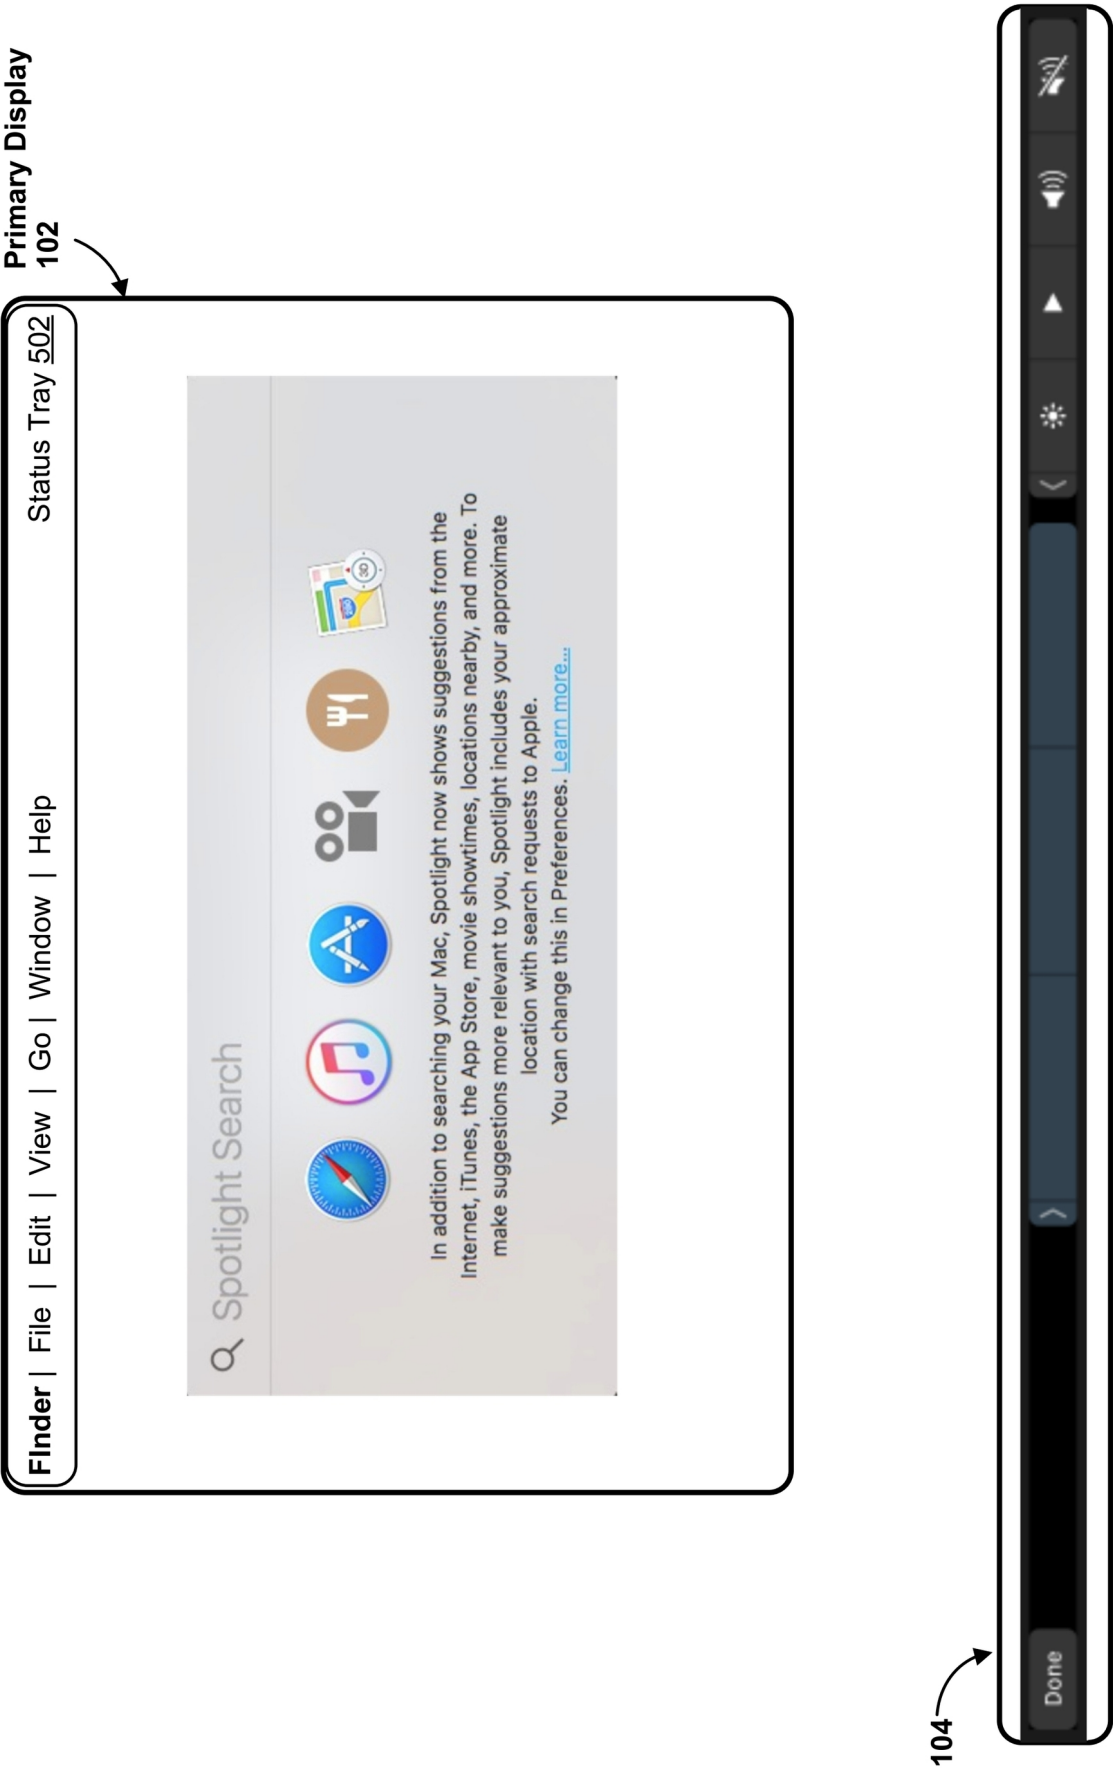 Primary Display
102
FInder | File | Edit | View | Go | Window | Help Status Tray 502
Spotlight Search
30
In addition to searching your Mac, Spotlight now shows suggestions from the
Internet, iTunes, the App Store, movie showtimes, locations nearby, and more. To
make suggestions more relevant to you, Spotlight includes your approximate
location with search requests to Apple.
You can change this in Preferences. Learn more...
104
Done